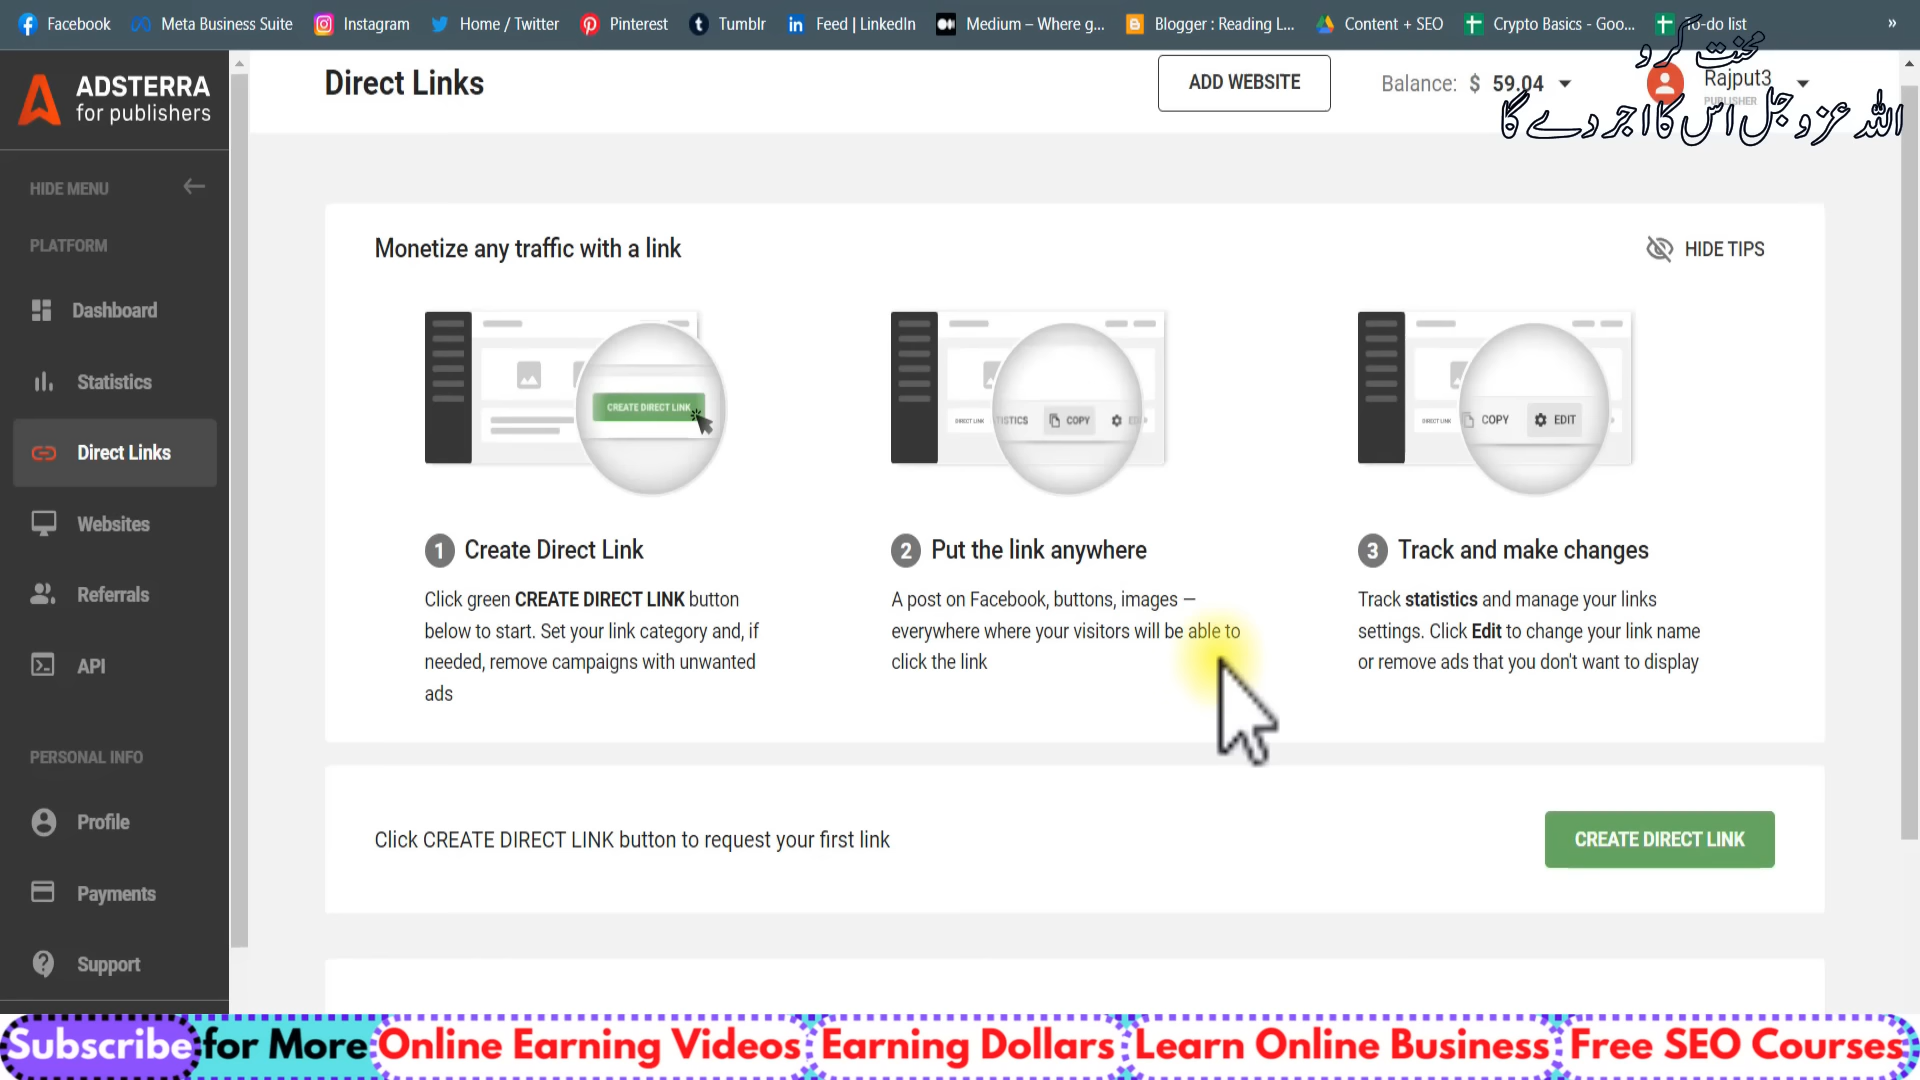 Facebook Meta Business Suite Instagram Home / Twitter Pinterest Tumblr Feed | LinkedIn Medium – Where g... Blogger : Reading L... Content + SEO Crypto Basics - Goo... To-do list »
محنت کرو
اللہ عزوجل اس کا اجر دے گا
ADSTERRA
for publishers
Direct Links
ADD WEBSITE
Balance: $ 59.04
Rajput3
PUBLISHER
HIDE MENU
PLATFORM
Dashboard
Statistics
Direct Links
Websites
Referrals
API
PERSONAL INFO
Profile
Payments
Support
Monetize any traffic with a link
HIDE TIPS
CREATE DIRECT LINK
DIRECT LINK
COPY
DIRECT LINK
COPY
EDIT
1 Create Direct Link
Click green CREATE DIRECT LINK button
below to start. Set your link category and, if
needed, remove campaigns with unwanted
ads
2 Put the link anywhere
A post on Facebook, buttons, images —
everywhere where your visitors will be able to
click the link
3 Track and make changes
Track statistics and manage your links
settings. Click Edit to change your link name
or remove ads that you don't want to display
Click CREATE DIRECT LINK button to request your first link
CREATE DIRECT LINK
Subscribe for More Online Earning Videos Earning Dollars Learn Online Business Free SEO Courses